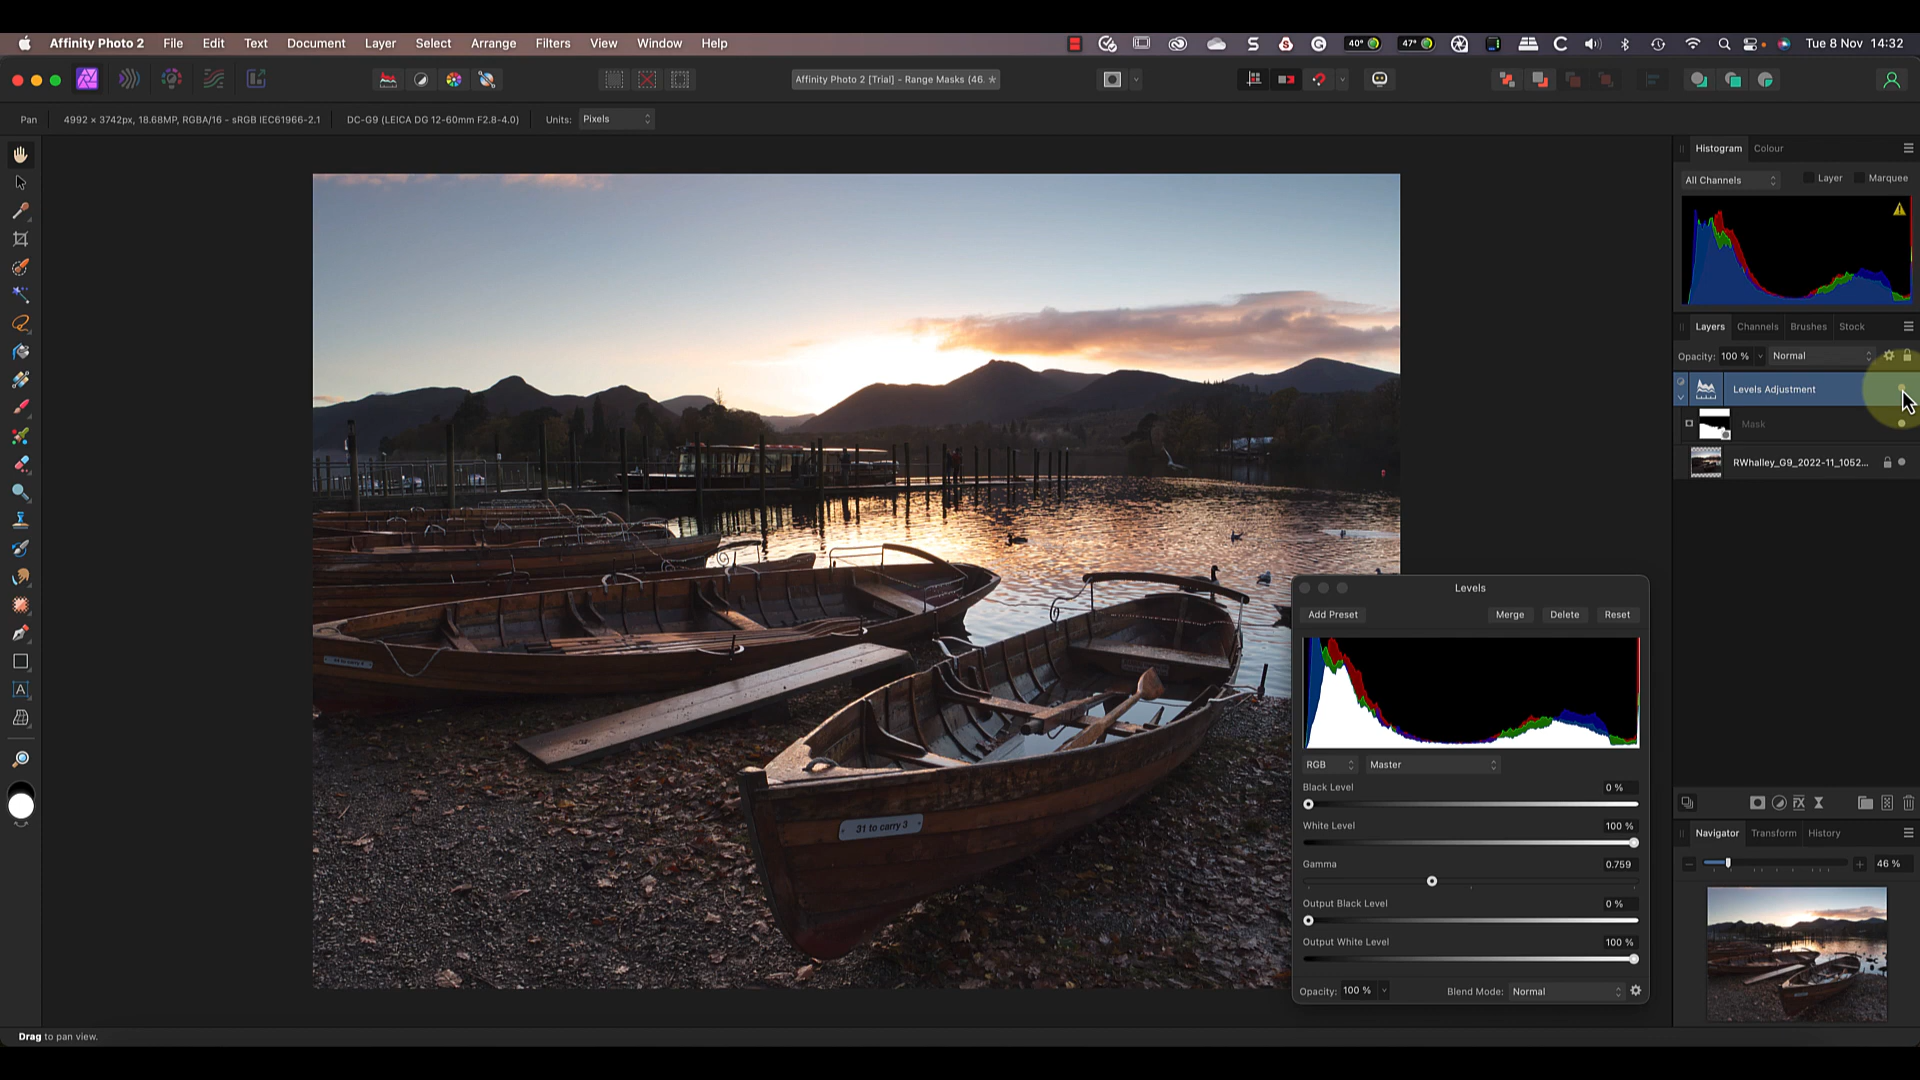 Affinity Photo 2 File Edit Text Document Layer Select Arrange Filters View Window Help 40° 47° Tue 8 Nov 14:32
Affinity Photo 2 [Trial] - Range Masks (46.
Pan 4992 × 3742px, 18.68MP, RGBA/16 - sRGB IEC61966-2.1 DC-G9 (LEICA DG 12-60mm F2.8-4.0) Units: Pixels
Histogram Colour
All Channels Layer Marquee
Layers Channels Brushes Stock
Opacity: 100 % Normal
Levels Adjustment
Mask
RWhalley_G9_2022-11_1052...
31 to carry 3
Levels
Add Preset Merge Delete Reset
RGB Master
Black Level 0 %
White Level 100 %
Gamma 0.759
Output Black Level 0 %
Output White Level 100 %
Opacity: 100 % Blend Mode: Normal
Navigator Transform History
46 %
Drag to pan view.